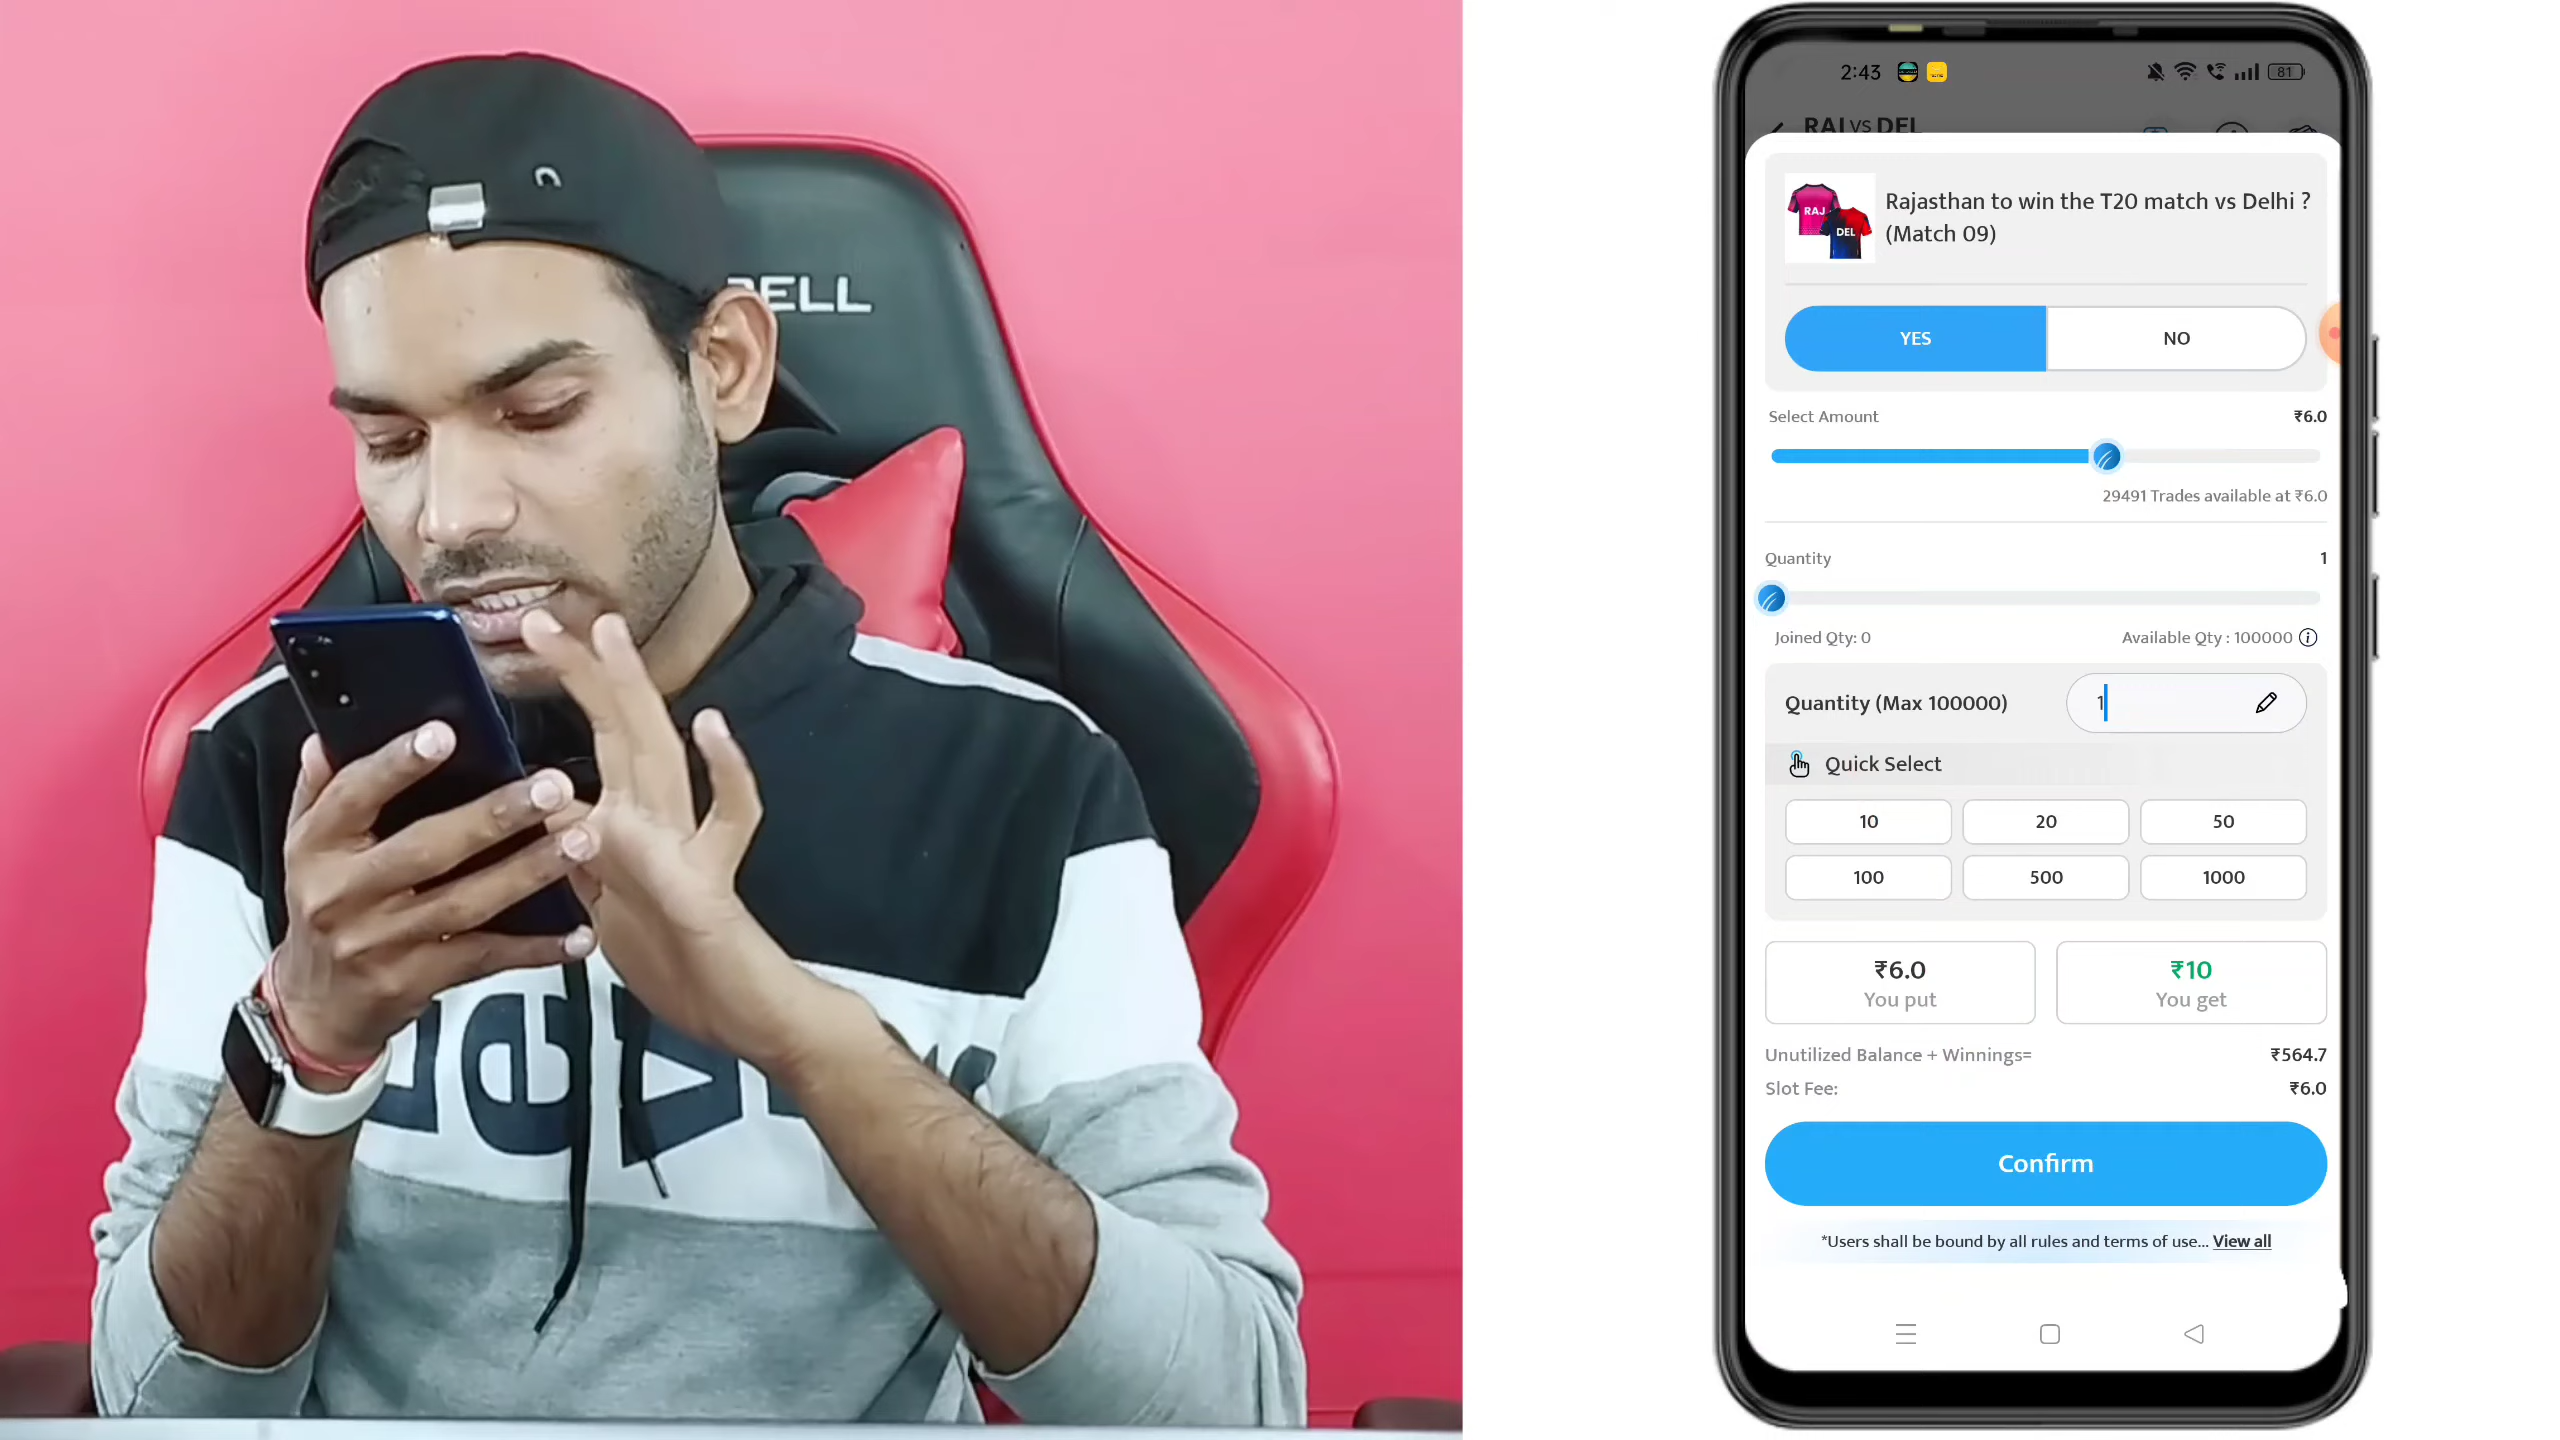 DELL
2:43
81
RAJ vs DEL
RAJ
DEL
Rajasthan to win the T20 match vs Delhi ?
(Match 09)
YES
NO
Select Amount
₹6.0
29491 Trades available at ₹6.0
Quantity
1
Joined Qty: 0
Available Qty : 100000
Quantity (Max 100000)
1
Quick Select
10
20
50
100
500
1000
₹6.0
You put
₹10
You get
Unutilized Balance + Winnings=
₹564.7
Slot Fee:
₹6.0
Confirm
*Users shall be bound by all rules and terms of use... View all